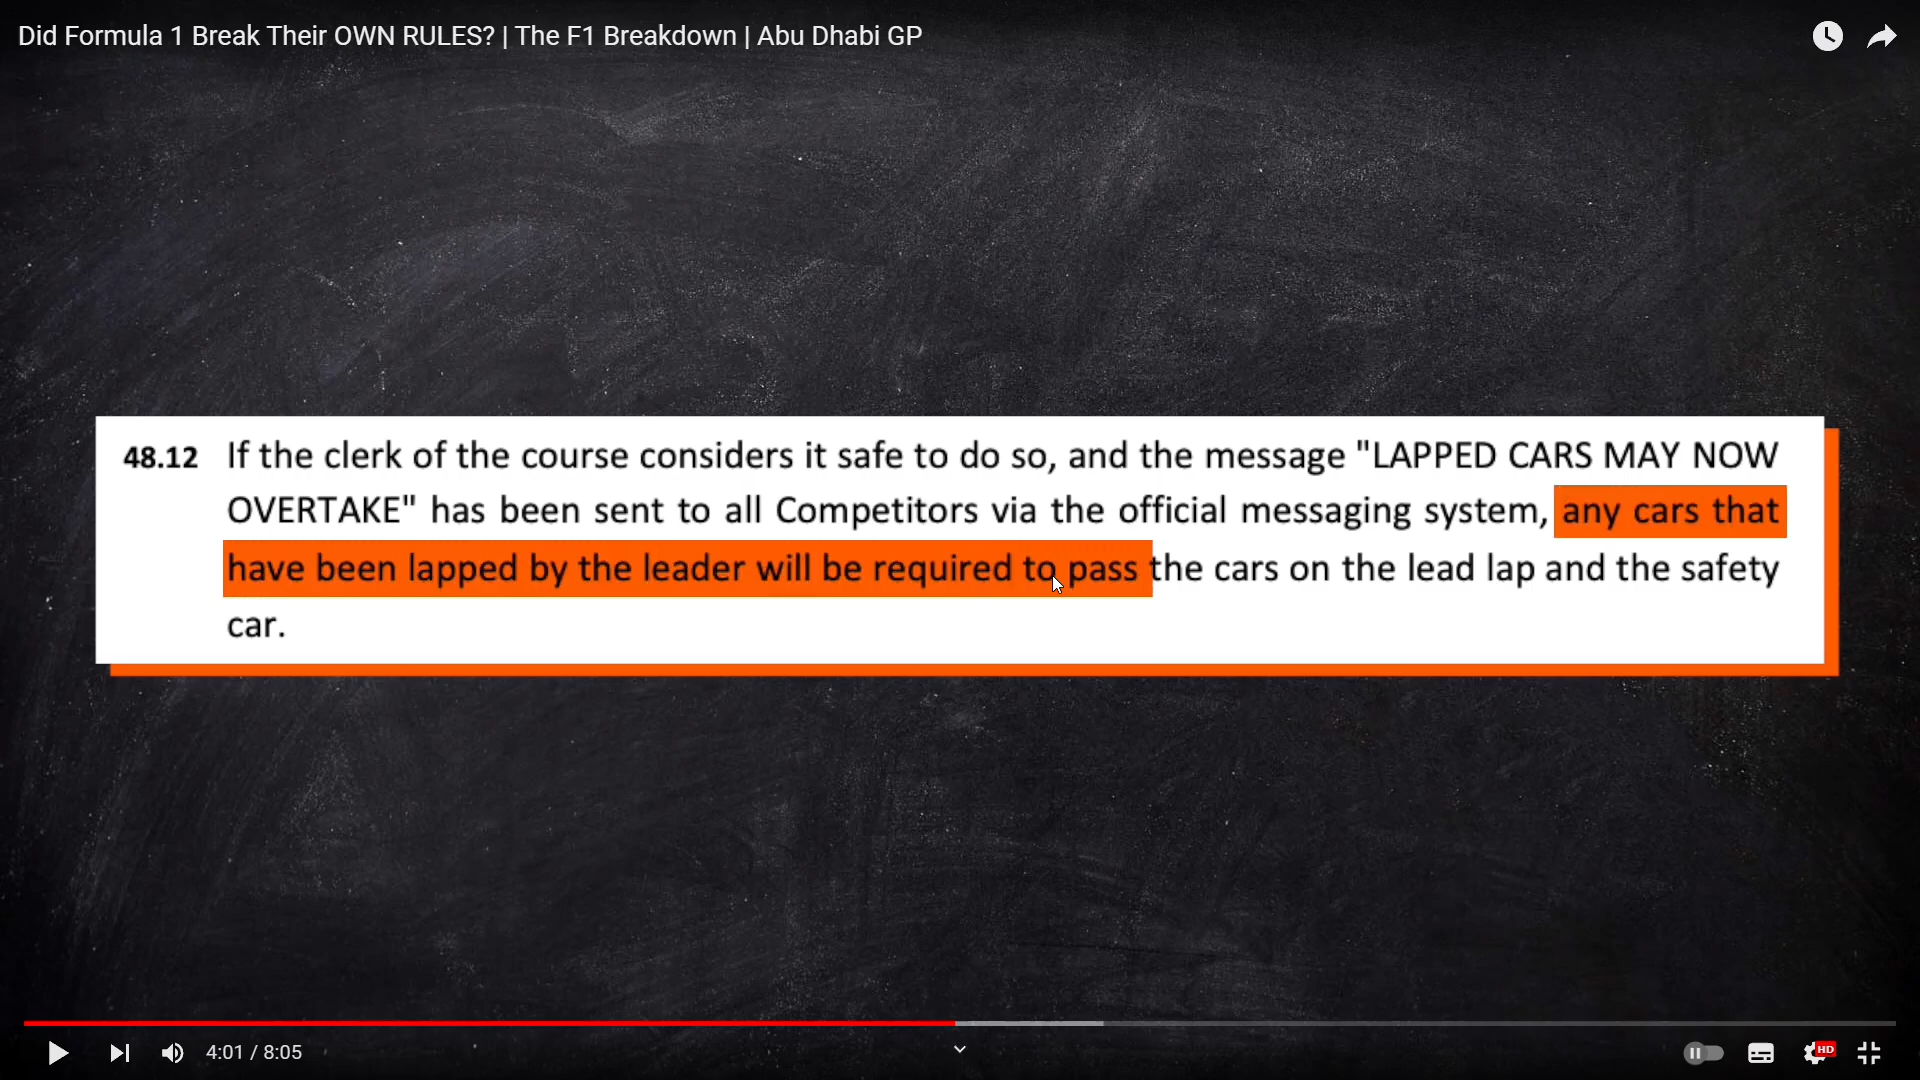 Did Formula 1 Break Their OWN RULES? | The F1 Breakdown | Abu Dhabi GP
48.12 If the clerk of the course considers it safe to do so, and the message "LAPPED CARS MAY NOW
OVERTAKE" has been sent to all Competitors via the official messaging system, any cars that
have been lapped by the leader will be required to pass the cars on the lead lap and the safety
car.
4:01 / 8:05
HD